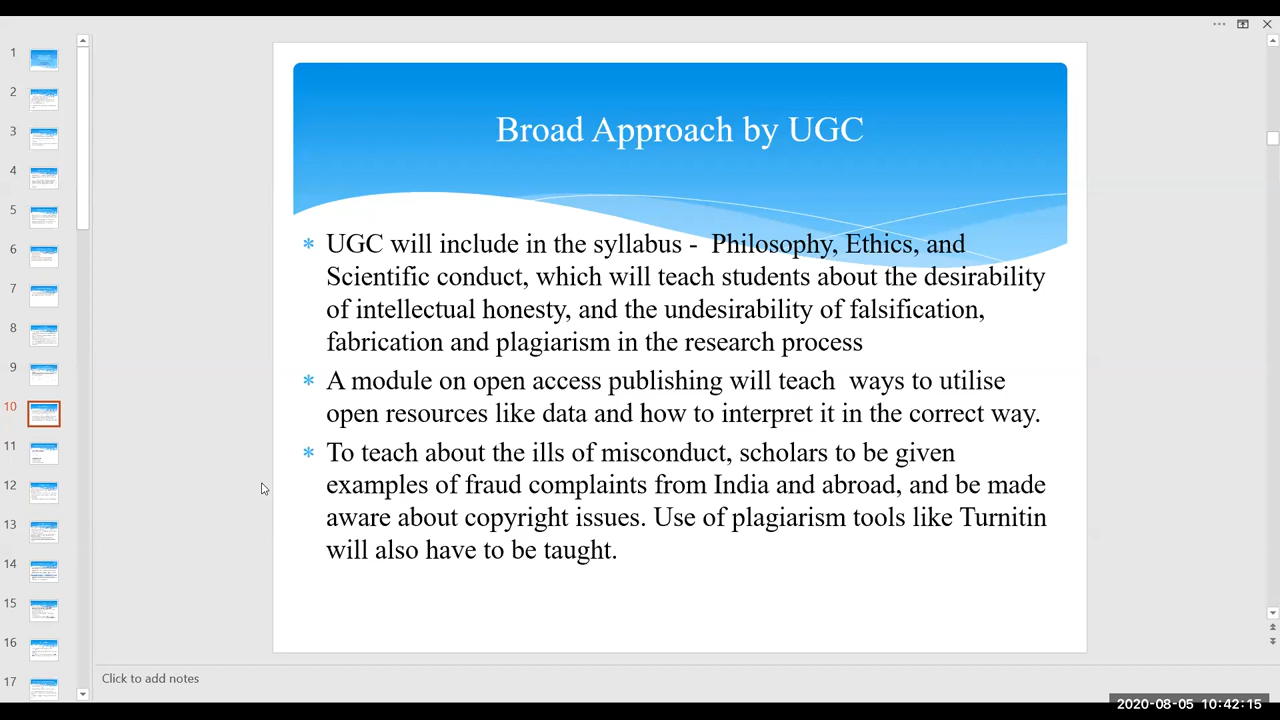 Broad Approach by UGC
* UGC will include in the syllabus - Philosophy, Ethics, and
Scientific conduct, which will teach students about the desirability
of intellectual honesty, and the undesirability of falsification,
fabrication and plagiarism in the research process
* A module on open access publishing will teach ways to utilise
open resources like data and how to interpret it in the correct way.
* To teach about the ills of misconduct, scholars to be given
examples of fraud complaints from India and abroad, and be made
aware about copyright issues. Use of plagiarism tools like Turnitin
will also have to be taught.
1
2
3
4
5
6
7
8
9
10
11
12
13
14
15
16
17
Click to add notes
2020-08-05 10:42:15